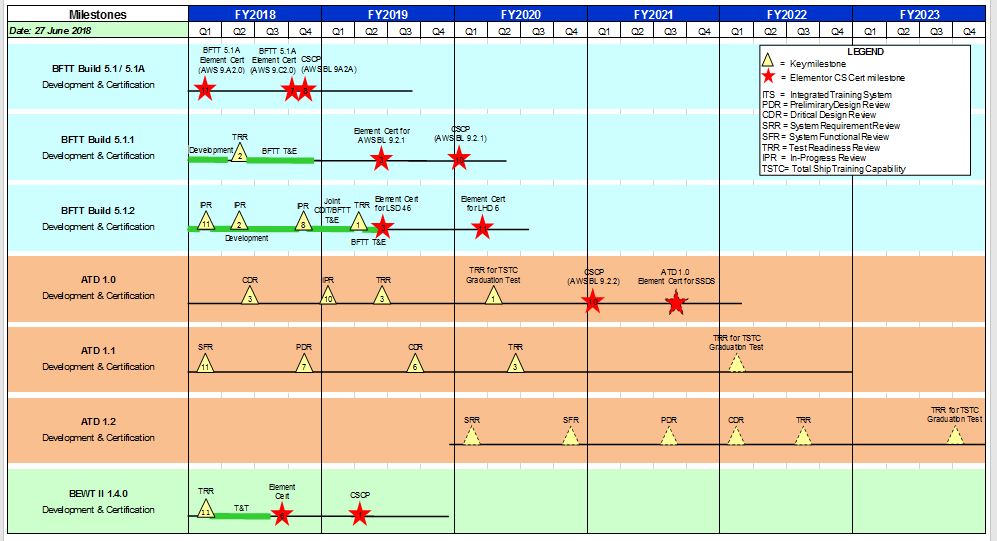 Milestones
FY2018 FY2019 FY2020 FY2021 FY2022 FY2023
Date: 27 June 2018
Q1 Q2 Q3 Q4 Q1 Q2 Q3 Q4 Q1 Q2 Q3 Q4 Q1 Q2 Q3 Q4 Q1 Q2 Q3 Q4 Q1 Q2 Q3 Q4
BFTT Build 5.1 / 5.1A
Development & Certification
BFTT 5.1A
Element Cert
(AWS 9.A2.0)
BFTT 5.1A
Element Cert
(AWS 9.C2.0)
CSCP
(AWS BL 9A2A)
LEGEND
= Key milestone
= Element or CS Cert milestone
ITS = Integrated Training System
PDR = Preliminary Design Review
CDR = Dritical Design Review
SRR = System Requirement Review
SFR = System Functional Review
TRR = Test Readiness Review
IPR = In-Progress Review
TSTC= Total Ship Training Capability
BFTT Build 5.1.1
Development & Certification
Development
TRR
2
BFTT T&E
Element Cert for
AWS BL 9.2.1
CSCP
(AWS BL 9.2.1)
BFTT Build 5.1.2
Development & Certification
IPR
11
IPR
2
Development
IPR
8
Joint
CDIT/BFTT
T&E
TRR
1
BFTT T&E
Element Cert
for LSD 46
Element Cert
for LHD 6
ATD 1.0
Development & Certification
CDR
3
IPR
10
TRR
3
TRR for TSTC
Graduation Test
1
CSCP
(AWS BL 9.2.2)
ATD 1.0
Element Cert for SSDS
ATD 1.1
Development & Certification
SFR
11
PDR
7
CDR
6
TRR
3
TRR for TSTC
Graduation Test
ATD 1.2
Development & Certification
SRR
SFR
PDR
CDR
TRR
TRR for TSTC
Graduation Test
BEWT II 1.4.0
Development & Certification
TRR
11
T&T
Element
Cert
CSCP